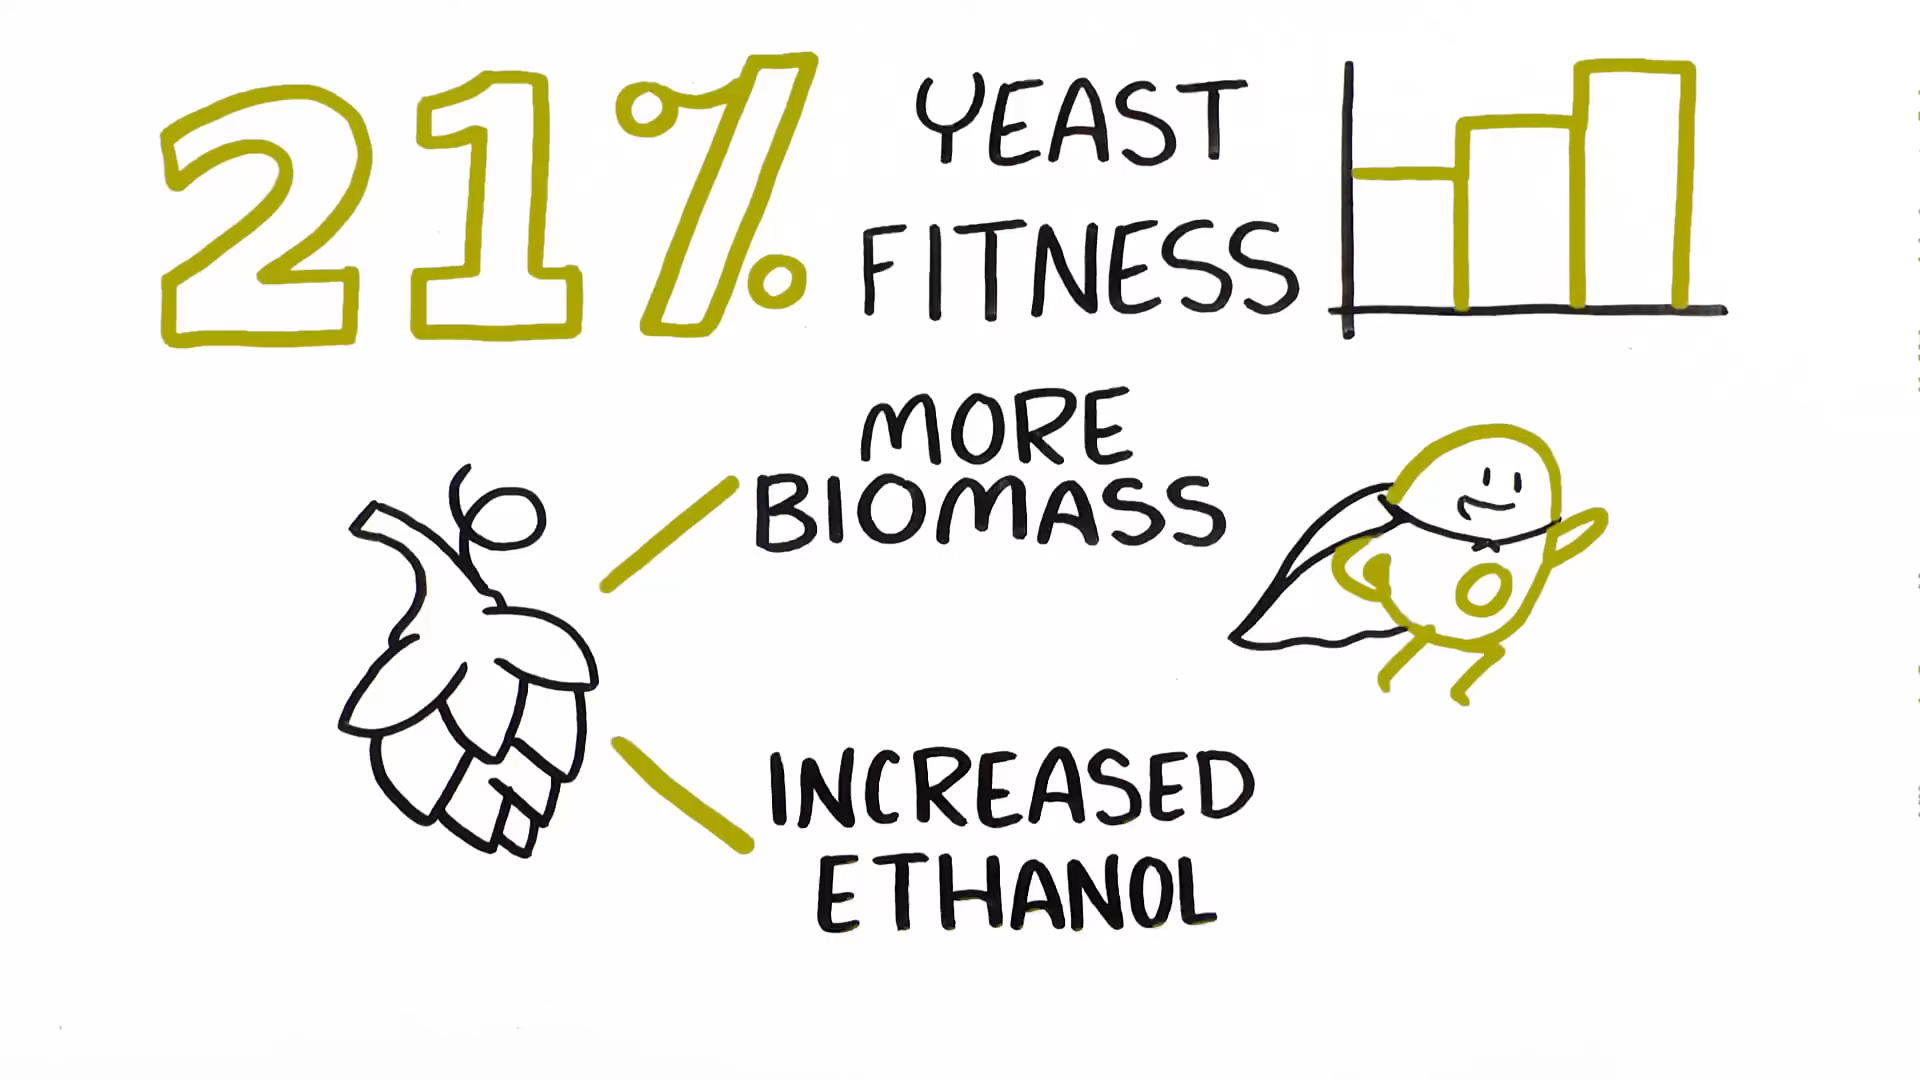 21% YEAST
FITNESS
MORE
BIOMASS
INCREASED
ETHANOL